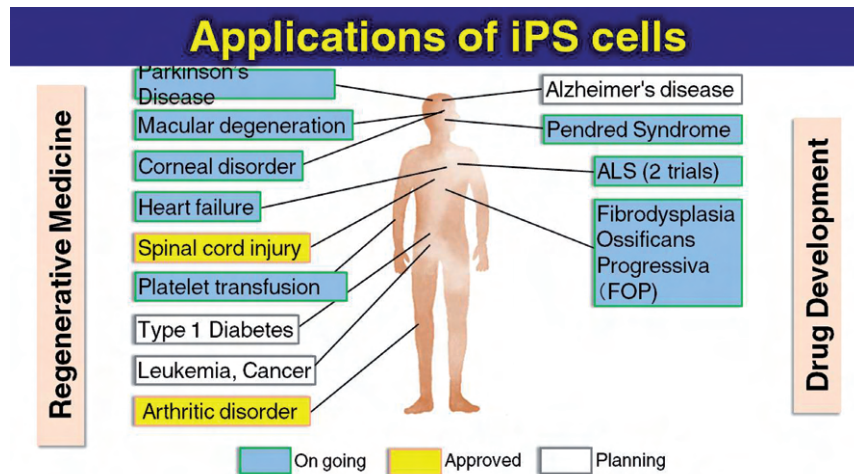 Applications of iPS cells
Regenerative Medicine
Parkinson's
Disease
Macular degeneration
Corneal disorder
Heart failure
Spinal cord injury
Platelet transfusion
Type 1 Diabetes
Leukemia, Cancer
Arthritic disorder
Alzheimer's disease
Pendred Syndrome
ALS (2 trials)
Fibrodysplasia
Ossificans
Progressiva
(FOP)
Drug Development
On going
Approved
Planning